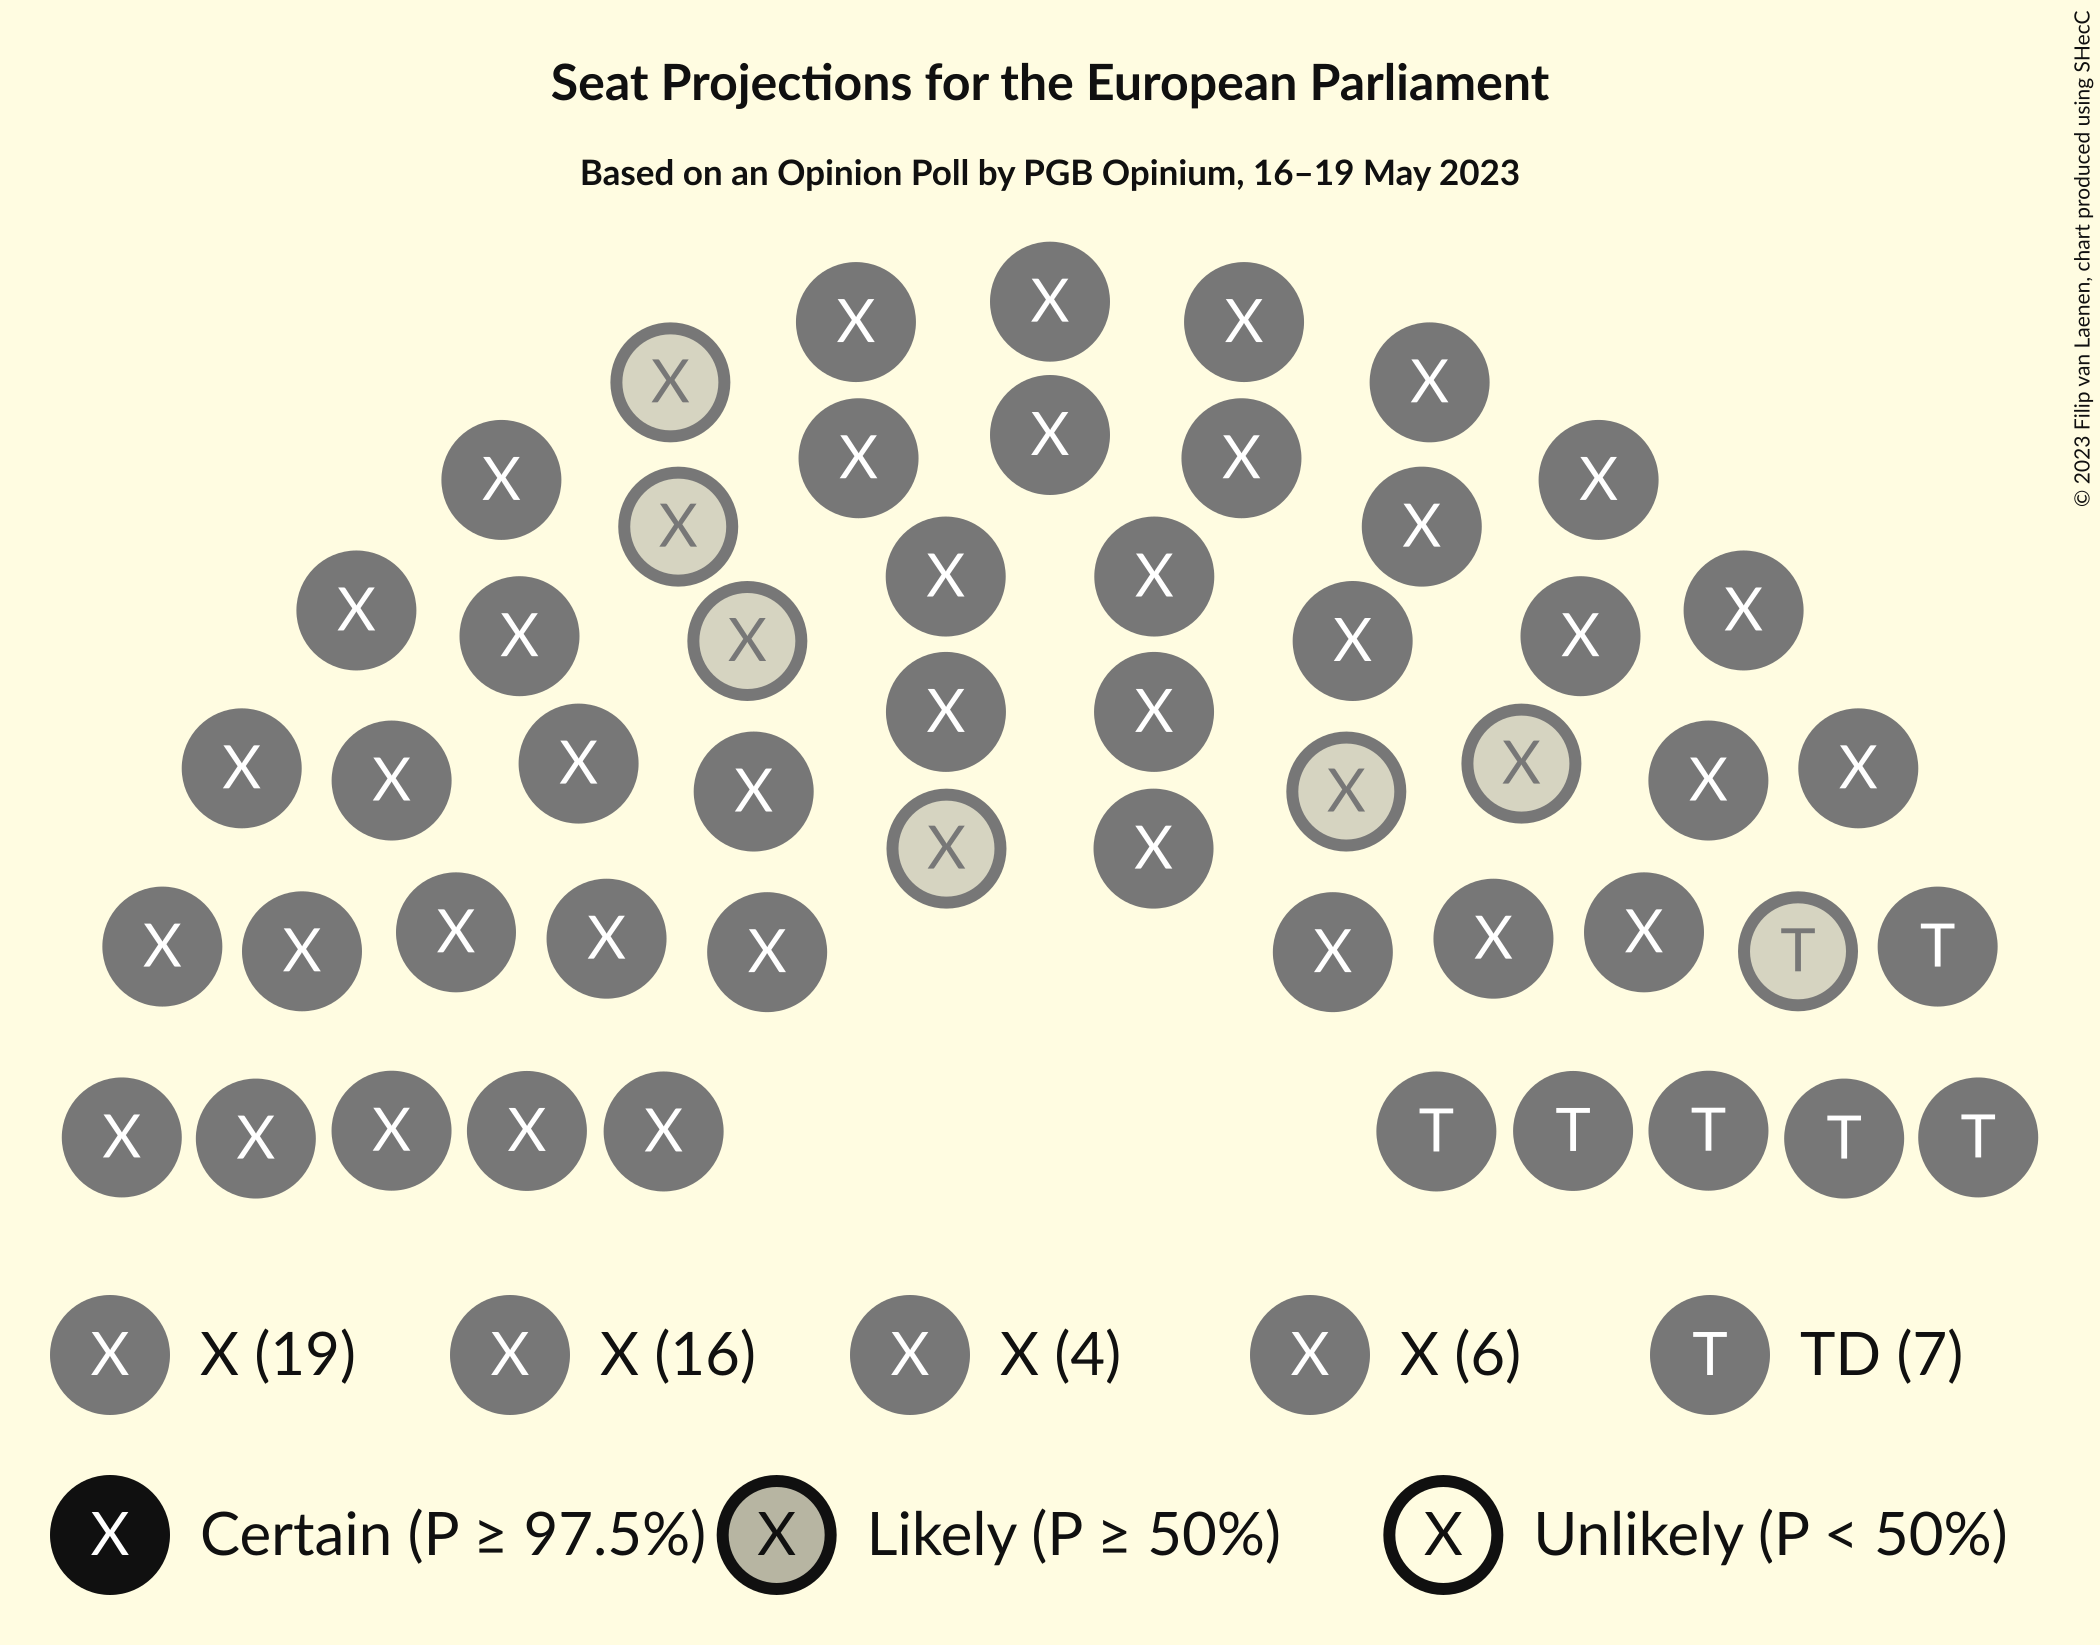 Seat Projections for the European Parliament
Based on an Opinion Poll by PGB Opinium, 16–19 May 2023
© 2023 Filip van Laenen, chart produced using SHecC
X
X X
X X
X
X X X
X
X X
X X
X X
X X
X
X X
X X
X X
X X X X
X X
X X X X
X X
X X X X
T T
X X X X X
X X X
X X X X X
T T T T T
X X (19) X X (16) X X (4) X X (6) T TD (7)
X Certain (P ≥ 97.5%) X Likely (P ≥ 50%) X Unlikely (P < 50%)